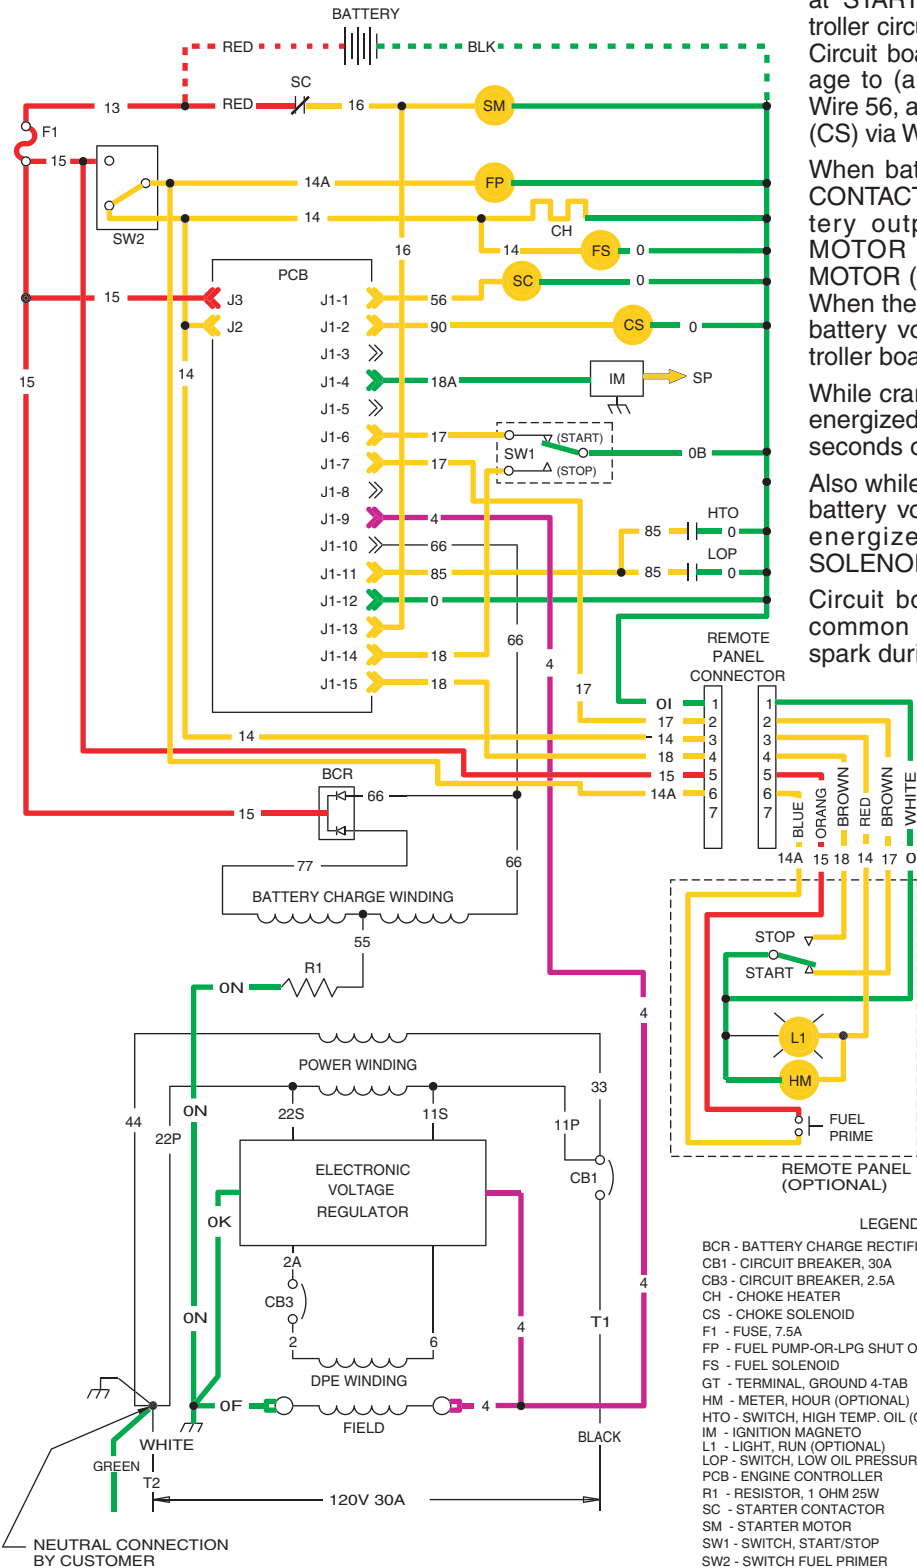 BATTERY
RED
BLK
13
RED
SC
16
SM
F1
15
14A
FP
14
CH
SW2
16
14
FS
0
PCB
SC
0
15
J3
J1-1
56
J2
J1-2
90
CS
0
J1-3
15
14
J1-4
18A
IM
SP
J1-5
J1-6
17
SW1
(START)
0B
J1-7
17
(STOP)
J1-8
J1-9
4
HTO
85
0
J1-10
66
LOP
J1-11
85
85
0
J1-12
0
J1-13
66
REMOTE
PANEL
CONNECTOR
J1-14
18
4
J1-15
18
17
0I
1
1
17
2
2
14
14
3
3
18
4
4
15
5
5
14A
6
6
7
7
BCR
66
15
BLUE
ORANG
BROWN
RED
BROWN
WHITE
77
66
14A
15
18
14
17
0
BATTERY CHARGE WINDING
55
STOP
START
R1
0N
4
L1
POWER WINDING
HM
44
22P
0N
22S
11S
11P
33
FUEL
PRIME
ELECTRONIC
VOLTAGE
REGULATOR
CB1
REMOTE PANEL
(OPTIONAL)
0K
2A
CB3
4
4
0N
2
6
T1
DPE WINDING
0F
4
FIELD
WHITE
BLACK
GREEN
T2
120V 30A
NEUTRAL CONNECTION
BY CUSTOMER
LEGEND
BCR - BATTERY CHARGE RECTIFI
CB1 - CIRCUIT BREAKER, 30A
CB3 - CIRCUIT BREAKER, 2.5A
CH - CHOKE HEATER
CS - CHOKE SOLENOID
F1 - FUSE, 7.5A
FP - FUEL PUMP-OR-LPG SHUT O
FS - FUEL SOLENOID
GT - TERMINAL, GROUND 4-TAB
HM - METER, HOUR (OPTIONAL)
HTO - SWITCH, HIGH TEMP. OIL (
IM - IGNITION MAGNETO
L1 - LIGHT, RUN (OPTIONAL)
LOP - SWITCH, LOW OIL PRESSUR
PCB - ENGINE CONTROLLER
R1 - RESISTOR, 1 OHM 25W
SC - STARTER CONTACTOR
SM - STARTER MOTOR
SW1 - SWITCH, START/STOP
SW2 - SWITCH FUEL PRIMER
at START
troller circu
Circuit boa
age to (a
Wire 56, a
(CS) via W
When bat
CONTACT
tery outp
MOTOR
MOTOR (
When the
battery vo
troller boa
While cran
energized
seconds o
Also while
battery vo
energize
SOLENOI
Circuit bo
common
spark duri